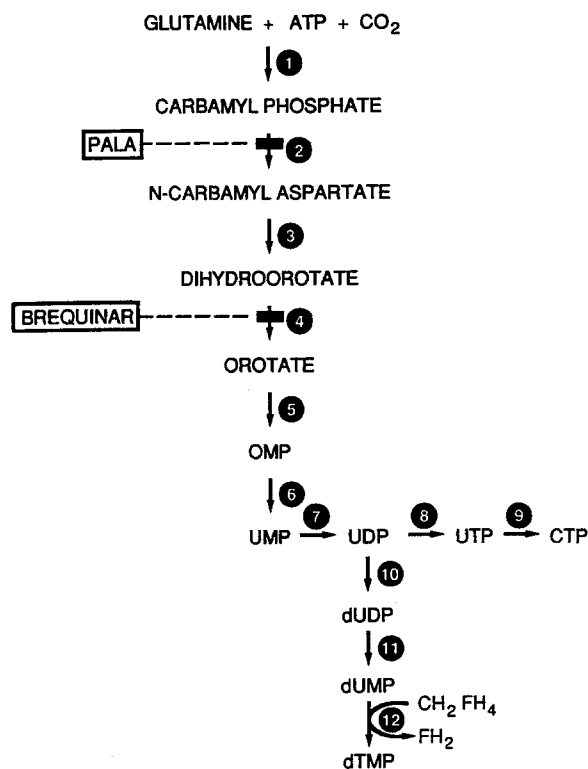 GLUTAMINE + ATP + CO₂
1
CARBAMYL PHOSPHATE
PALA
2
N-CARBAMYL ASPARTATE
3
DIHYDROOROTATE
BREQUINAR
4
OROTATE
5
OMP
6
UMP 7 UDP 8 UTP 9 CTP
10
dUDP
11
dUMP
12 CH₂ FH₄
FH₂
dTMP